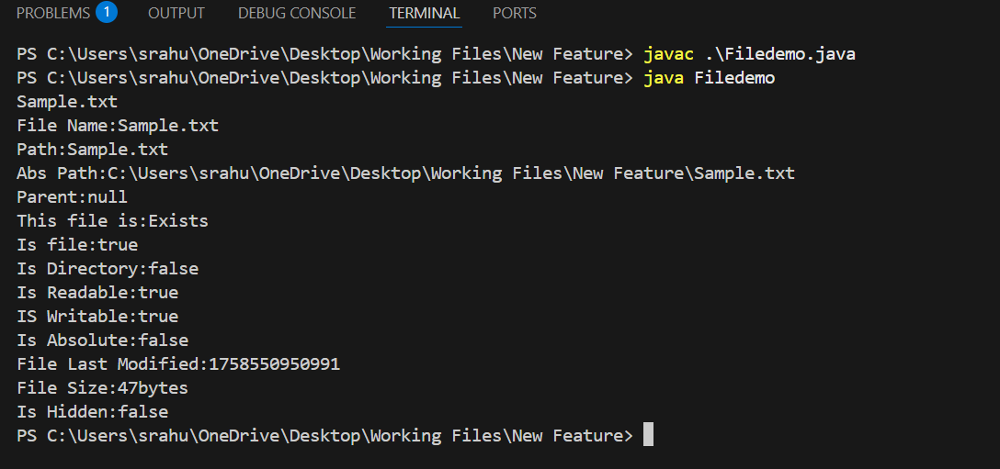 PROBLEMS 1 OUTPUT DEBUG CONSOLE TERMINAL PORTS
PS C:\Users\srahu\OneDrive\Desktop\Working Files\New Feature> javac .\Filedemo.java
PS C:\Users\srahu\OneDrive\Desktop\Working Files\New Feature> java Filedemo
Sample.txt
File Name:Sample.txt
Path:Sample.txt
Abs Path:C:\Users\srahu\OneDrive\Desktop\Working Files\New Feature\Sample.txt
Parent:null
This file is:Exists
Is file:true
Is Directory:false
Is Readable:true
IS Writable:true
Is Absolute:false
File Last Modified:1758550950991
File Size:47bytes
Is Hidden:false
PS C:\Users\srahu\OneDrive\Desktop\Working Files\New Feature>